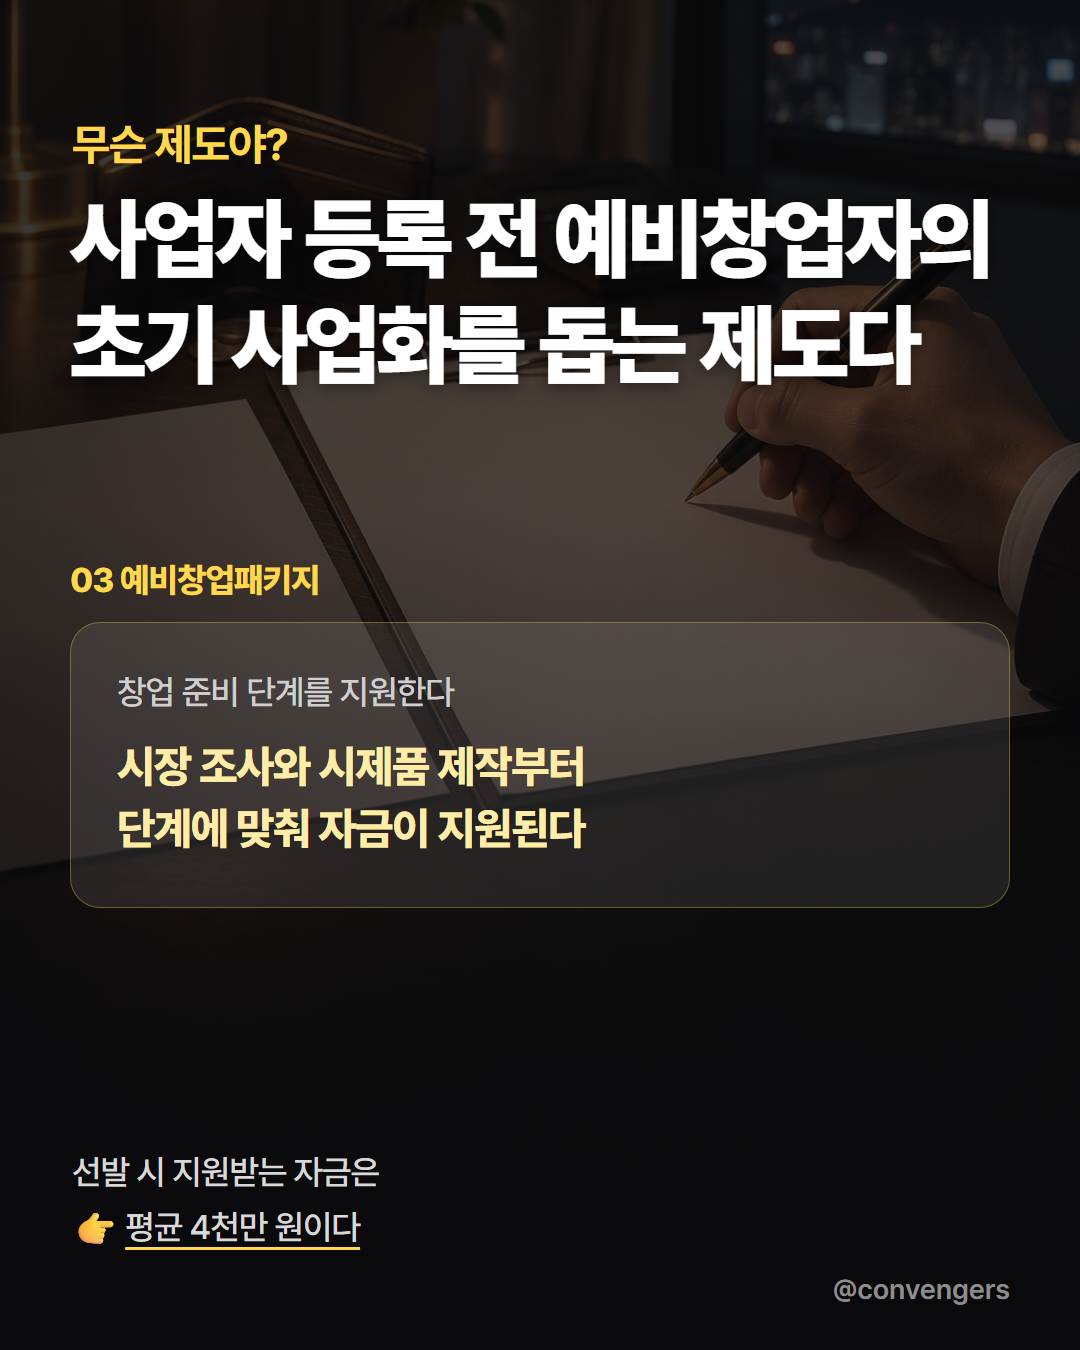 무슨 제도야?
사업자 등록 전 예비창업자의
초기 사업화를 돕는 제도다
03 예비창업패키지
창업 준비 단계를 지원한다
시장 조사와 시제품 제작부터
단계에 맞춰 자금이 지원된다
선발 시 지원받는 자금은
👉 평균 4천만 원이다
@convengers